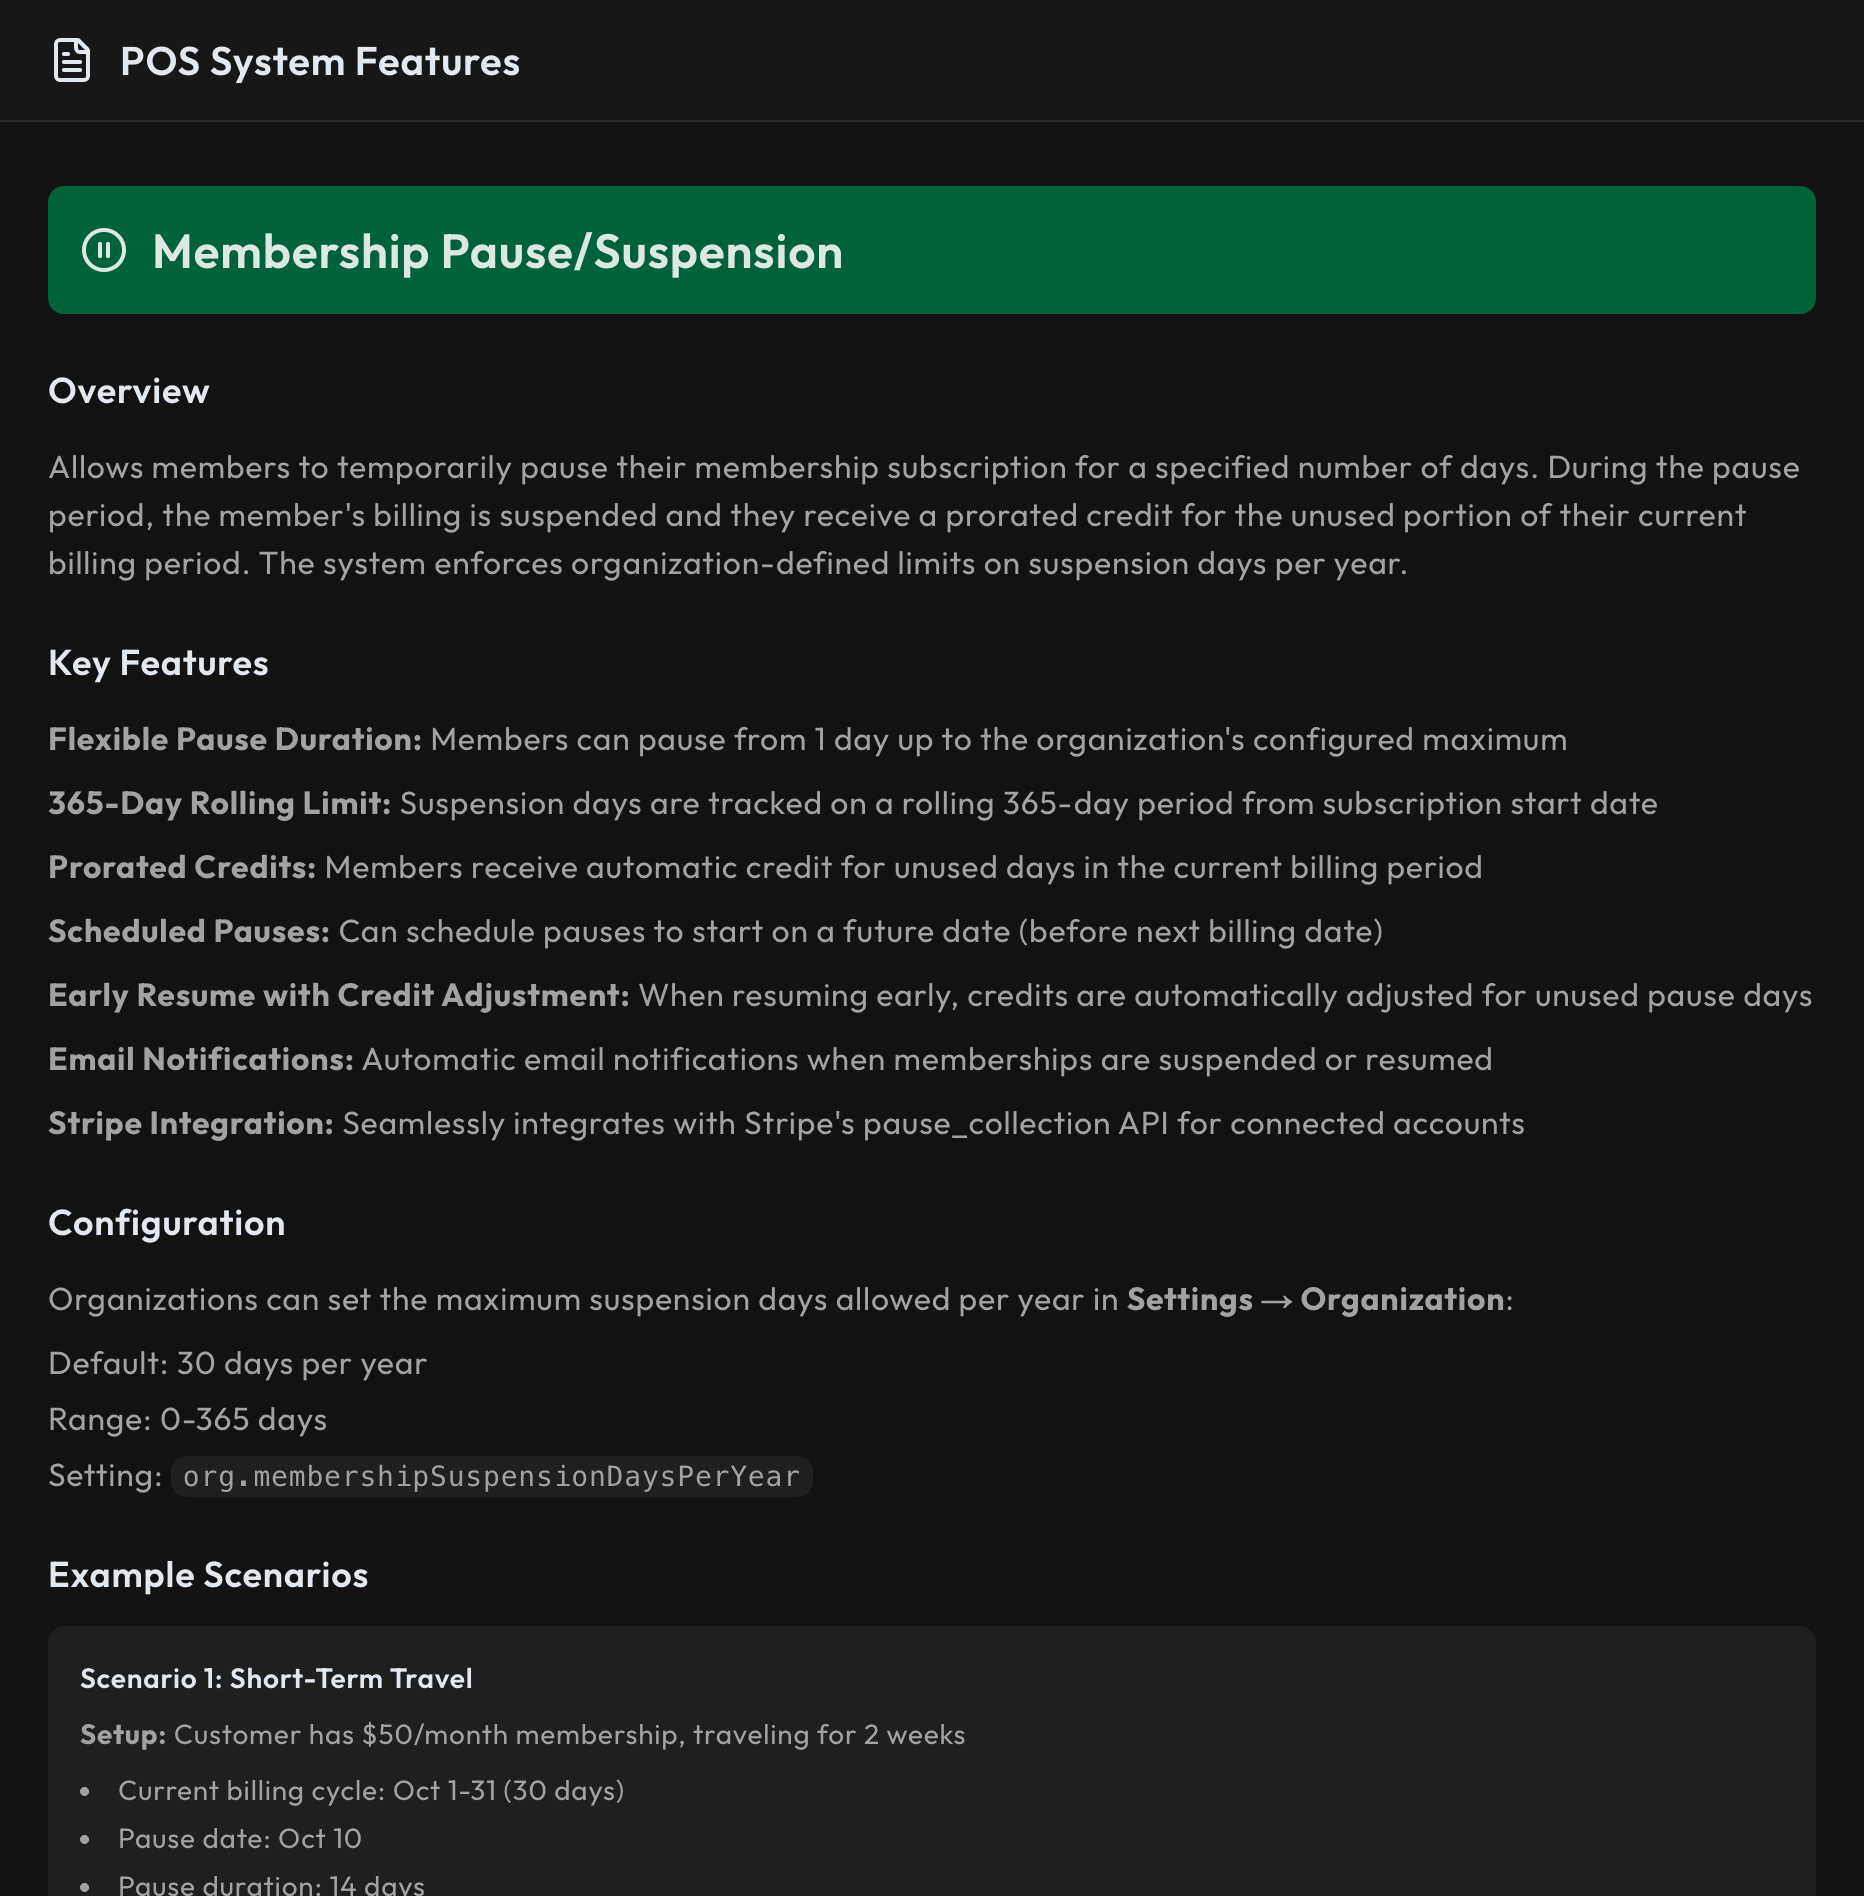 POS System Features
Membership Pause/Suspension
Overview
Allows members to temporarily pause their membership subscription for a specified number of days. During the pause
period, the member's billing is suspended and they receive a prorated credit for the unused portion of their current
billing period. The system enforces organization-defined limits on suspension days per year.
Key Features
Flexible Pause Duration: Members can pause from 1 day up to the organization's configured maximum
365-Day Rolling Limit: Suspension days are tracked on a rolling 365-day period from subscription start date
Prorated Credits: Members receive automatic credit for unused days in the current billing period
Scheduled Pauses: Can schedule pauses to start on a future date (before next billing date)
Early Resume with Credit Adjustment: When resuming early, credits are automatically adjusted for unused pause days
Email Notifications: Automatic email notifications when memberships are suspended or resumed
Stripe Integration: Seamlessly integrates with Stripe's pause_collection API for connected accounts
Configuration
Organizations can set the maximum suspension days allowed per year in Settings → Organization:
Default: 30 days per year
Range: 0-365 days
Setting: org.membershipSuspensionDaysPerYear
Example Scenarios
Scenario 1: Short-Term Travel
Setup: Customer has $50/month membership, traveling for 2 weeks
• Current billing cycle: Oct 1-31 (30 days)
• Pause date: Oct 10
• Pause duration: 14 days